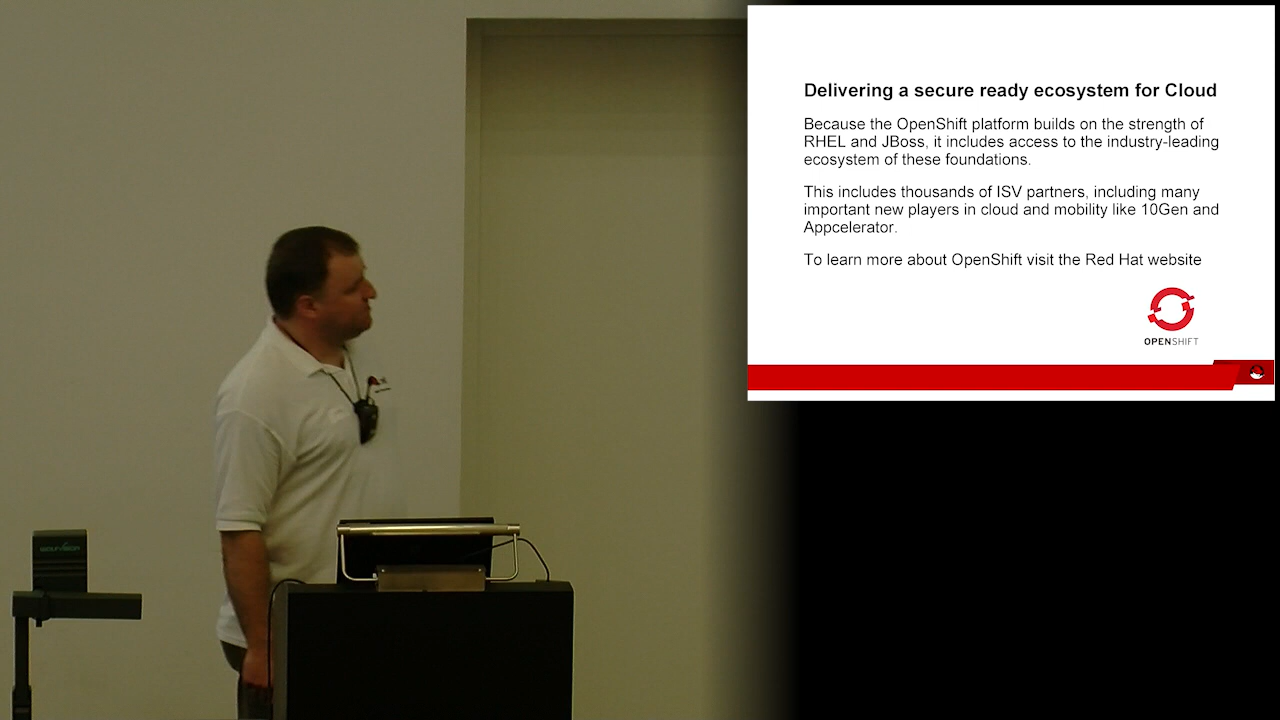 Delivering a secure ready ecosystem for Cloud
Because the OpenShift platform builds on the strength of
RHEL and JBoss, it includes access to the industry-leading
ecosystem of these foundations.
This includes thousands of ISV partners, including many
important new players in cloud and mobility like 10Gen and
Appcelerator.
To learn more about OpenShift visit the Red Hat website
OPENSHIFT
WOLFVISION